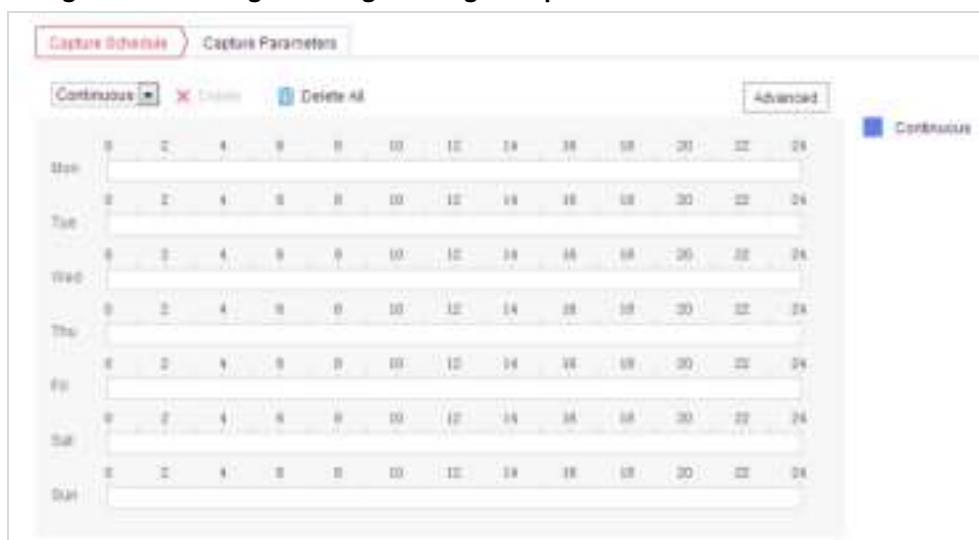 Capture Schedule Capture Parameters
Continuous Delete Delete All Advanced
Continuous
0 2 4 6 8 10 12 14 16 18 20 22 24
Mon
0 2 4 6 8 10 12 14 16 18 20 22 24
Tue
0 2 4 6 8 10 12 14 16 18 20 22 24
Wed
0 2 4 6 8 10 12 14 16 18 20 22 24
Thu
0 2 4 6 8 10 12 14 16 18 20 22 24
Fri
0 2 4 6 8 10 12 14 16 18 20 22 24
Sat
0 2 4 6 8 10 12 14 16 18 20 22 24
Sun